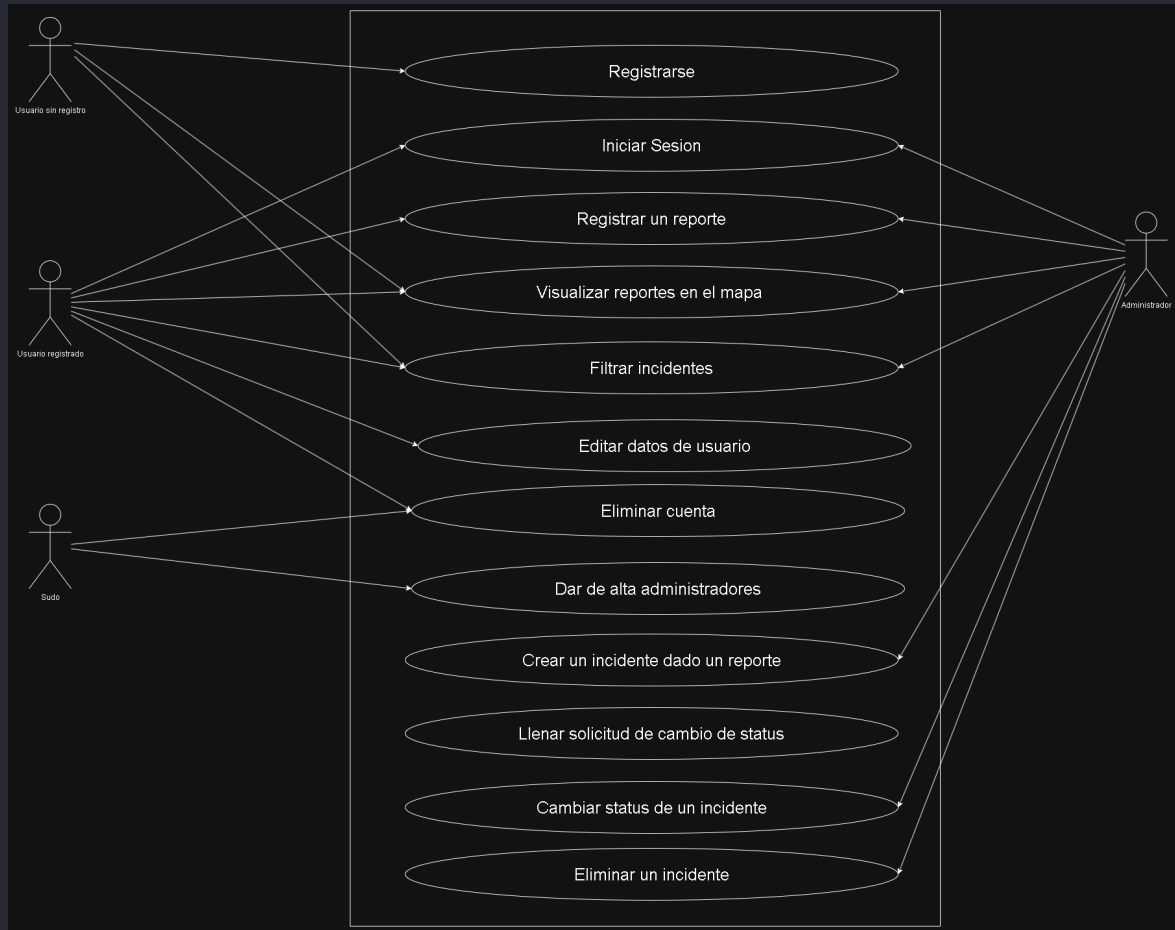 Usuario sin registro
Registrarse
Iniciar Sesion
Registrar un reporte
Visualizar reportes en el mapa
Administrador
Usuario registrado
Filtrar incidentes
Editar datos de usuario
Eliminar cuenta
Sudo
Dar de alta administradores
Crear un incidente dado un reporte
Llenar solicitud de cambio de status
Cambiar status de un incidente
Eliminar un incidente